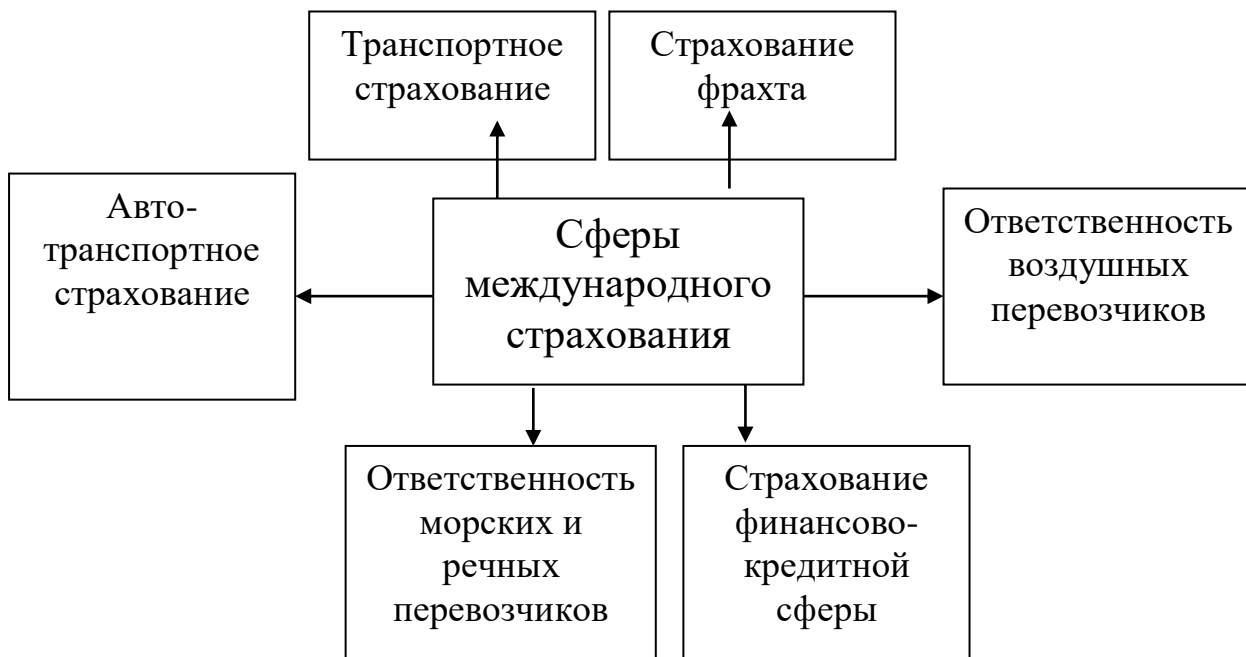 Транспортное
страхование
Страхование
фрахта
Авто-
транспортное
страхование
Сферы
международного
страхования
Ответственность
воздушных
перевозчиков
Ответственность
морских и
речных
перевозчиков
Страхование
финансово-
кредитной
сферы